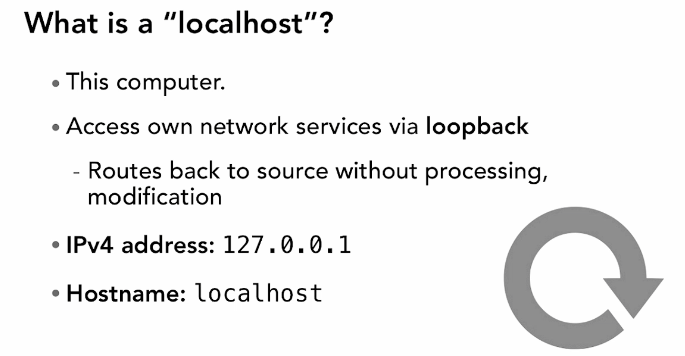 What is a “localhost”?
• This computer.
• Access own network services via loopback
- Routes back to source without processing,
modification
• IPv4 address: 127.0.0.1
• Hostname: localhost